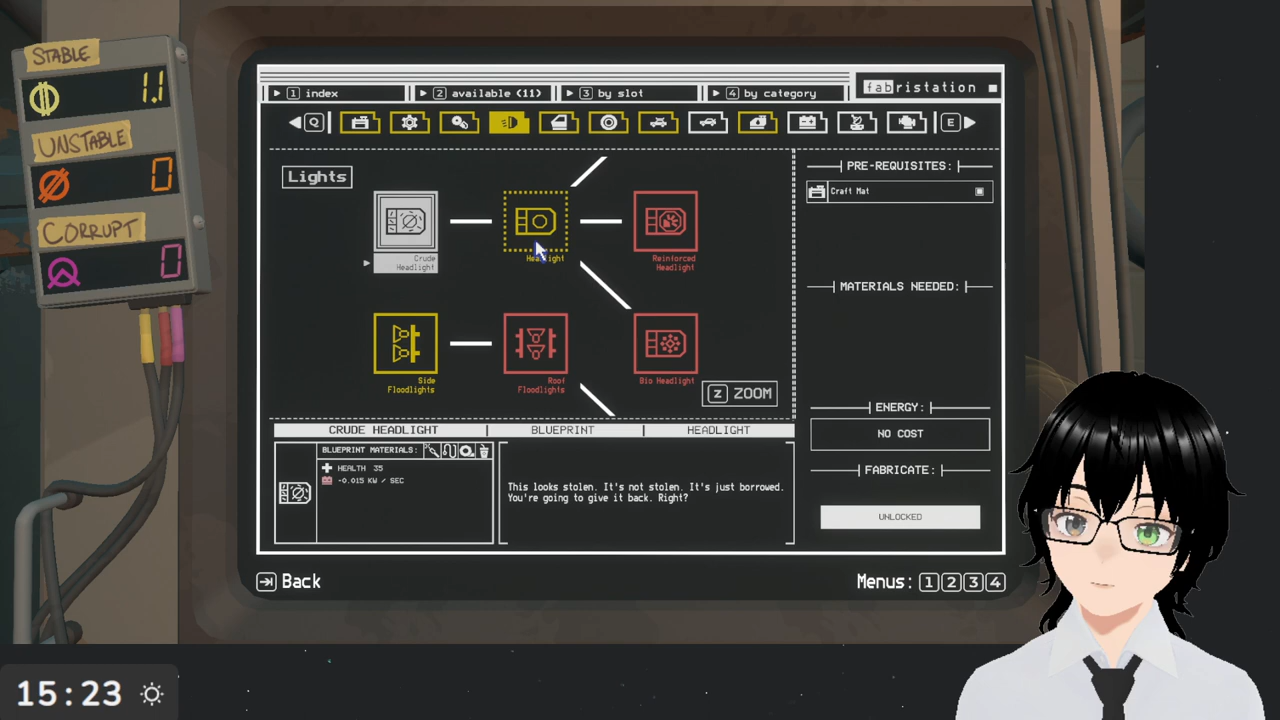 STABLE
1.1
UNSTABLE
0
CORRUPT
0
1 index
2 available (11)
3 by slot
4 by category
fabristation
Q
E
Lights
Crude
Headlight
Headlight
Reinforced
Headlight
Side
Floodlights
Roof
Floodlights
Bio Headlight
Z ZOOM
PRE-REQUISITES:
Craft Mat
MATERIALS NEEDED:
ENERGY:
NO COST
FABRICATE:
UNLOCKED
CRUDE HEADLIGHT
BLUEPRINT
HEADLIGHT
BLUEPRINT MATERIALS:
HEALTH 35
-0.015 KW / SEC
This looks stolen. It's not stolen. It's just borrowed.
You're going to give it back. Right?
Back
Menus: 1 2 3 4
15:23